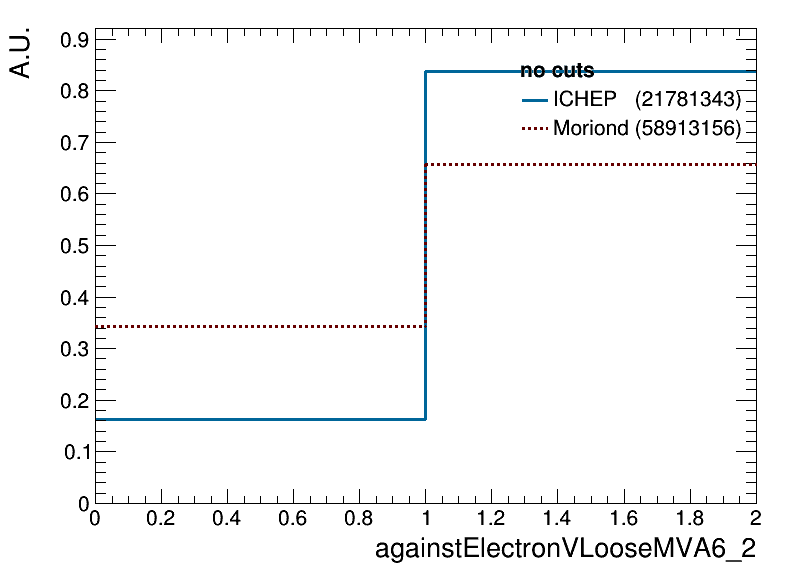 A.U.
0.9
0.8
0.7
0.6
0.5
0.4
0.3
0.2
0.1
0
no outs
ICHEP (21781343)
Moriond (58913156)
0 0.2 0.4 0.6 0.8 1 1.2 1.4 1.6 1.8 2
againstElectronVLooseMVA6_2